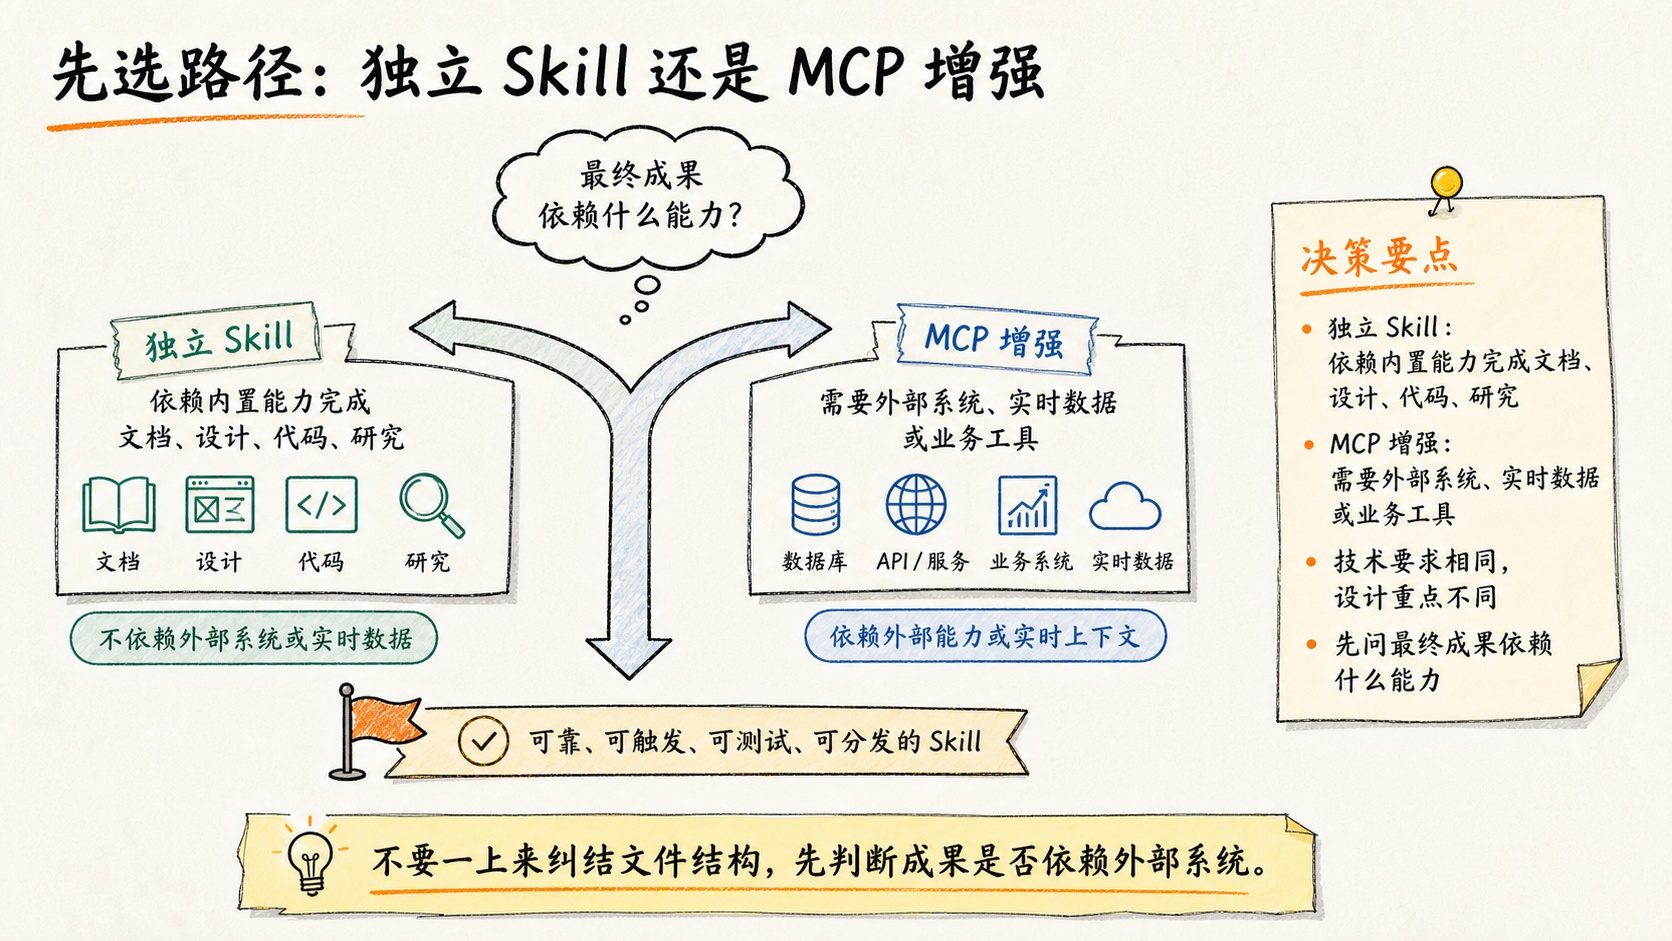 先选路径：独立 Skill 还是 MCP 增强
最终成果
依赖什么能力？
独立 Skill
依赖内置能力完成
文档、设计、代码、研究
</>
文档
设计
代码
研究
不依赖外部系统或实时数据
MCP 增强
需要外部系统、实时数据
或业务工具
数据库
API / 服务
业务系统
实时数据
依赖外部能力或实时上下文
可靠、可触发、可测试、可分发的 Skill
不要一上来纠结文件结构，先判断成果是否依赖外部系统。
决策要点
• 独立 Skill：
依赖内置能力完成文档、
设计、代码、研究
• MCP 增强：
需要外部系统、实时数据
或业务工具
• 技术要求相同，
设计重点不同
• 先问最终成果依赖
什么能力